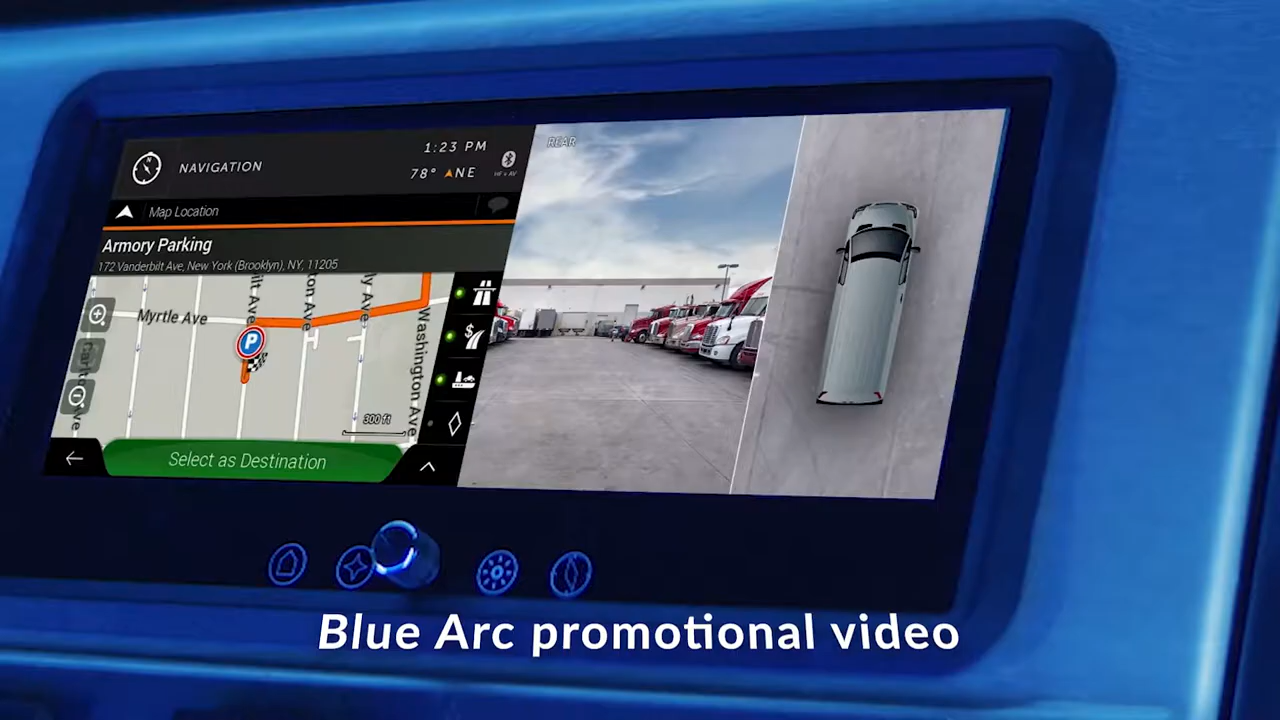 NAVIGATION
1:23 PM
78° NE
Map Location
Armory Parking
172 Vanderbilt Ave, New York (Brooklyn), NY, 11205
Myrtle Ave
Washington Ave
P
300 ft
Select as Destination
REAR
Blue Arc promotional video